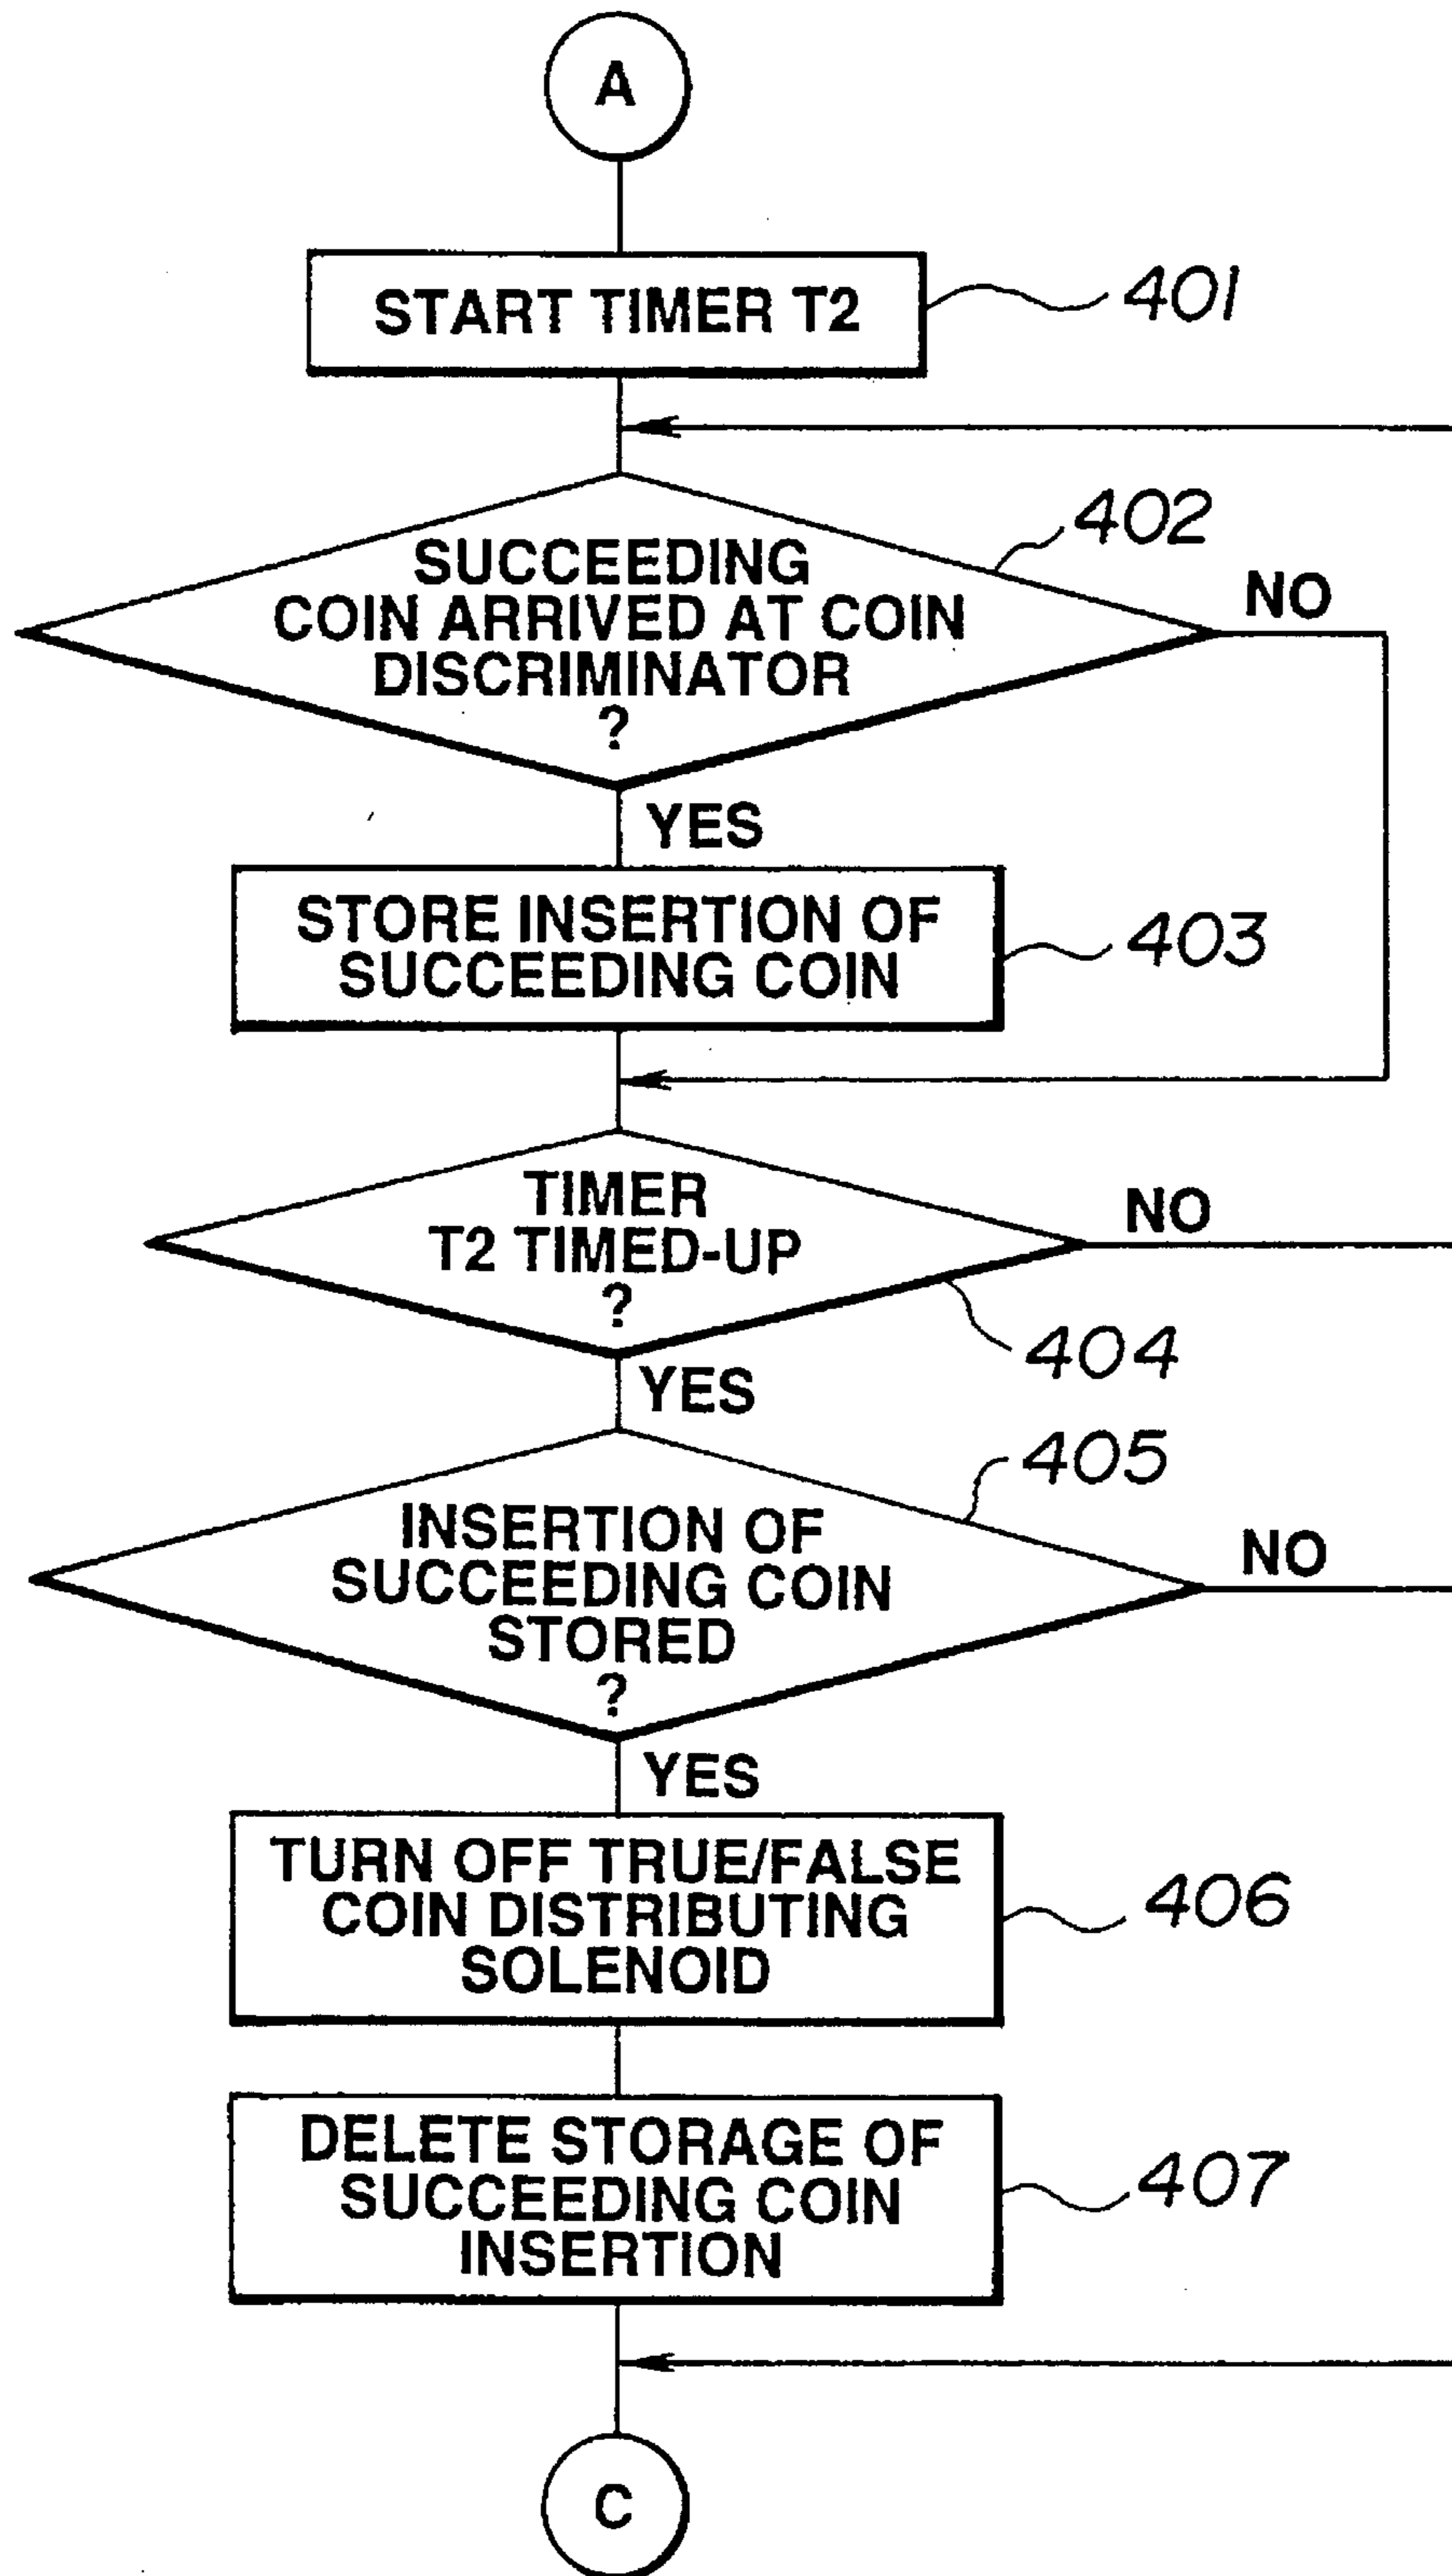 A
START TIMER T2
401
402
SUCCEEDING
COIN ARRIVED AT COIN
DISCRIMINATOR
?
NO
YES
STORE INSERTION OF
SUCCEEDING COIN
403
TIMER
T2 TIMED-UP
?
NO
404
YES
405
INSERTION OF
SUCCEEDING COIN
STORED
?
NO
YES
TURN OFF TRUE/FALSE
COIN DISTRIBUTING
SOLENOID
406
DELETE STORAGE OF
SUCCEEDING COIN
INSERTION
407
C